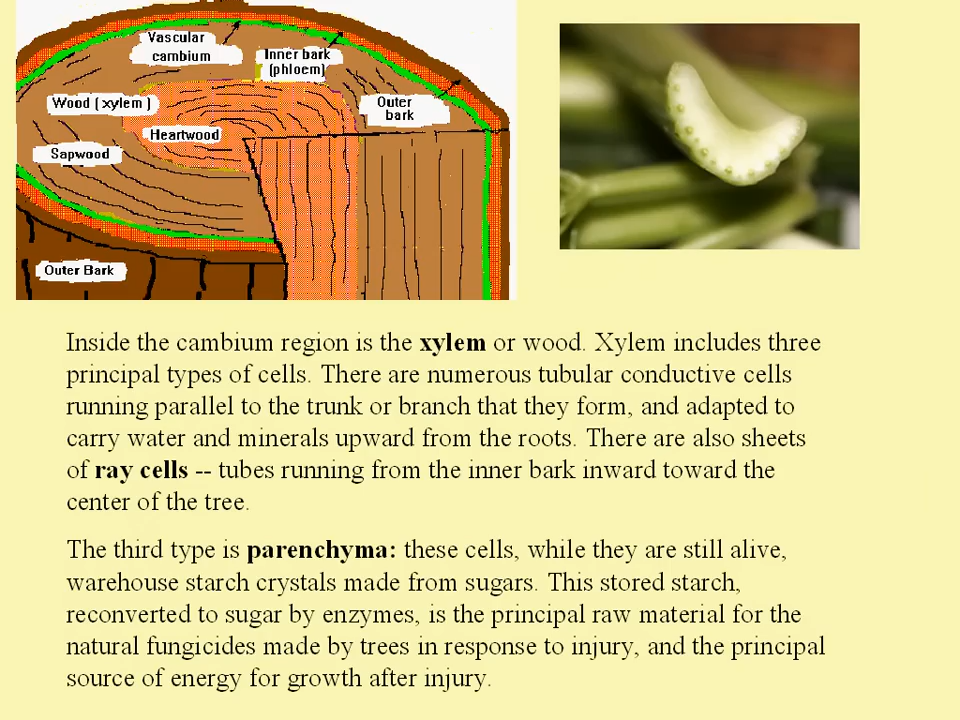 Vascular
cambium
Inner bark
(phloem)
Wood ( xylem )
Outer
bark
Heartwood
Sapwood
Outer Bark
Inside the cambium region is the xylem or wood. Xylem includes three
principal types of cells. There are numerous tubular conductive cells
running parallel to the trunk or branch that they form, and adapted to
carry water and minerals upward from the roots. There are also sheets
of ray cells -- tubes running from the inner bark inward toward the
center of the tree.
The third type is parenchyma: these cells, while they are still alive,
warehouse starch crystals made from sugars. This stored starch,
reconverted to sugar by enzymes, is the principal raw material for the
natural fungicides made by trees in response to injury, and the principal
source of energy for growth after injury.